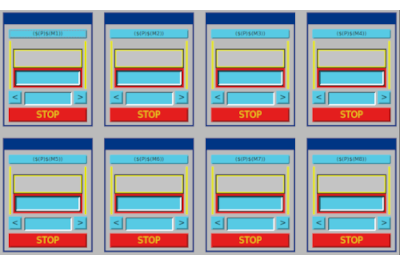 ($(P)$(M1)) ($(P)$(M2)) ($(P)$(M3)) ($(P)$(M4))
< > < > < > < >
STOP STOP STOP STOP
($(P)$(M5)) ($(P)$(M6)) ($(P)$(M7)) ($(P)$(M8))
< > < > < > < >
STOP STOP STOP STOP